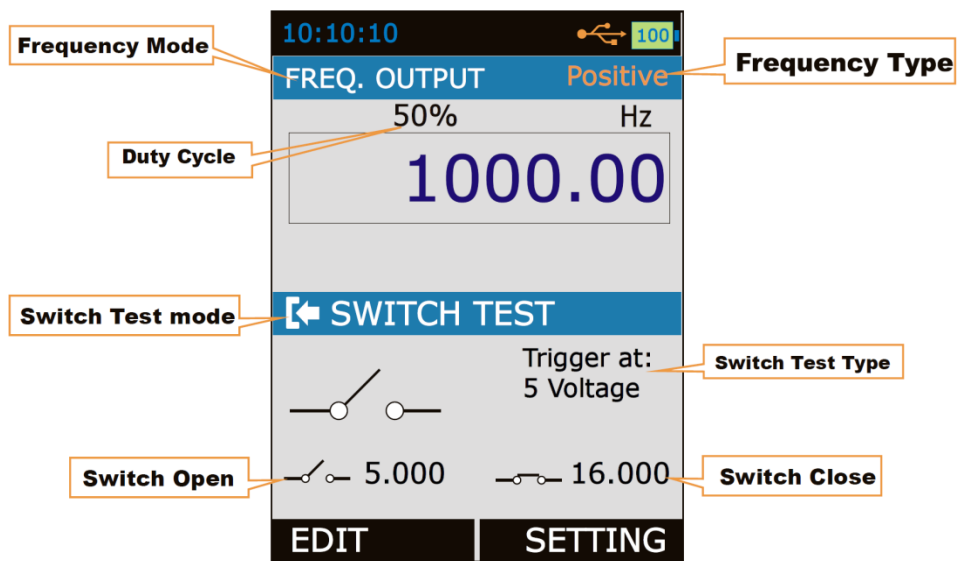 10:10:10
100
Frequency Mode
FREQ. OUTPUT
Positive
Frequency Type
50%
Hz
Duty Cycle
1000.00
Switch Test mode
SWITCH TEST
Trigger at:
5 Voltage
Switch Test Type
Switch Open
5.000
16.000
Switch Close
EDIT
SETTING